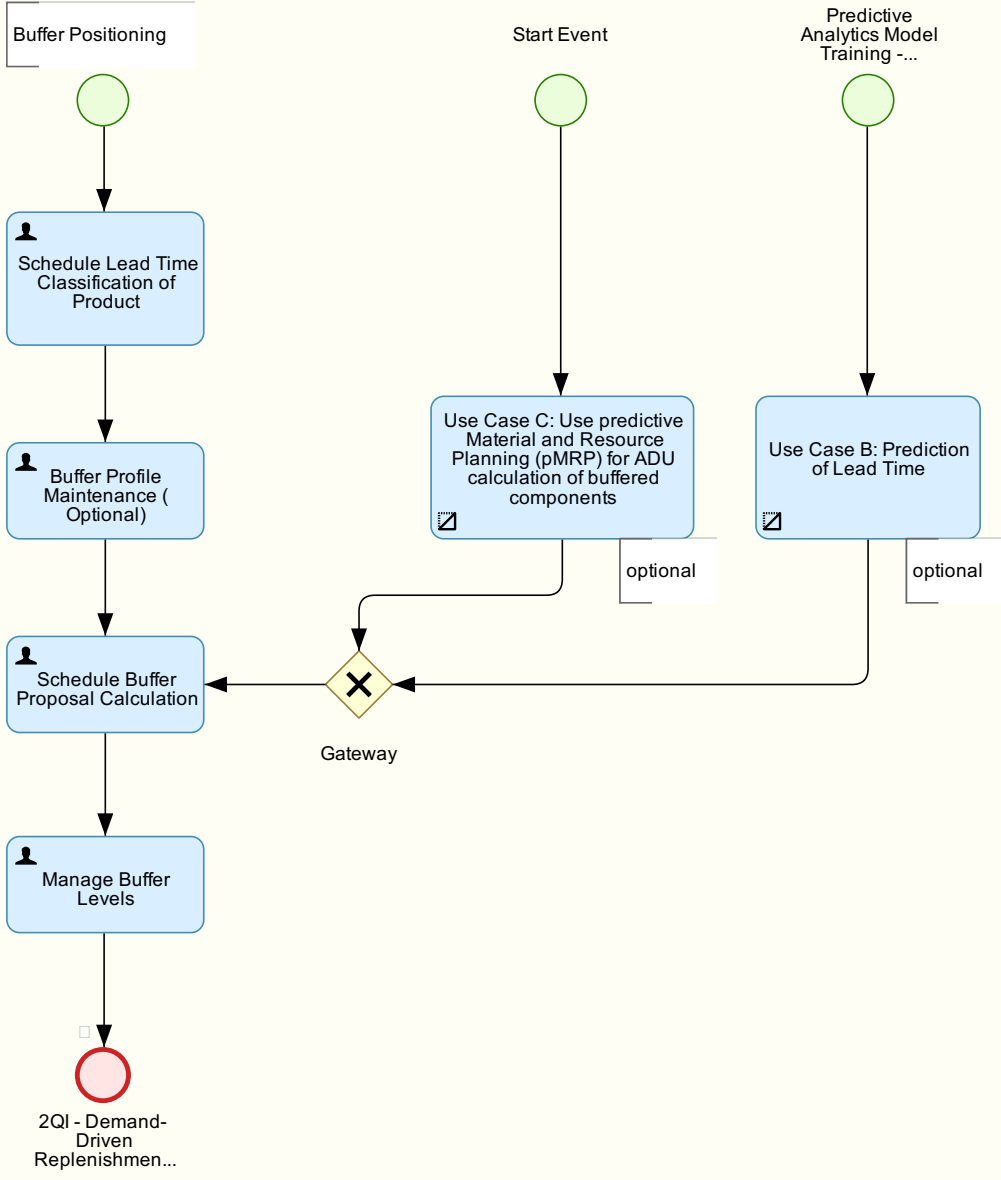 Buffer Positioning
Start Event
Predictive
Analytics Model
Training -...
Schedule Lead Time
Classification of
Product
Use Case C: Use predictive
Material and Resource
Planning (pMRP) for ADU
calculation of buffered
components
Use Case B: Prediction
of Lead Time
Buffer Profile
Maintenance (
Optional)
optional
optional
Schedule Buffer
Proposal Calculation
Gateway
Manage Buffer
Levels
2QI - Demand-
Driven
Replenishmen...